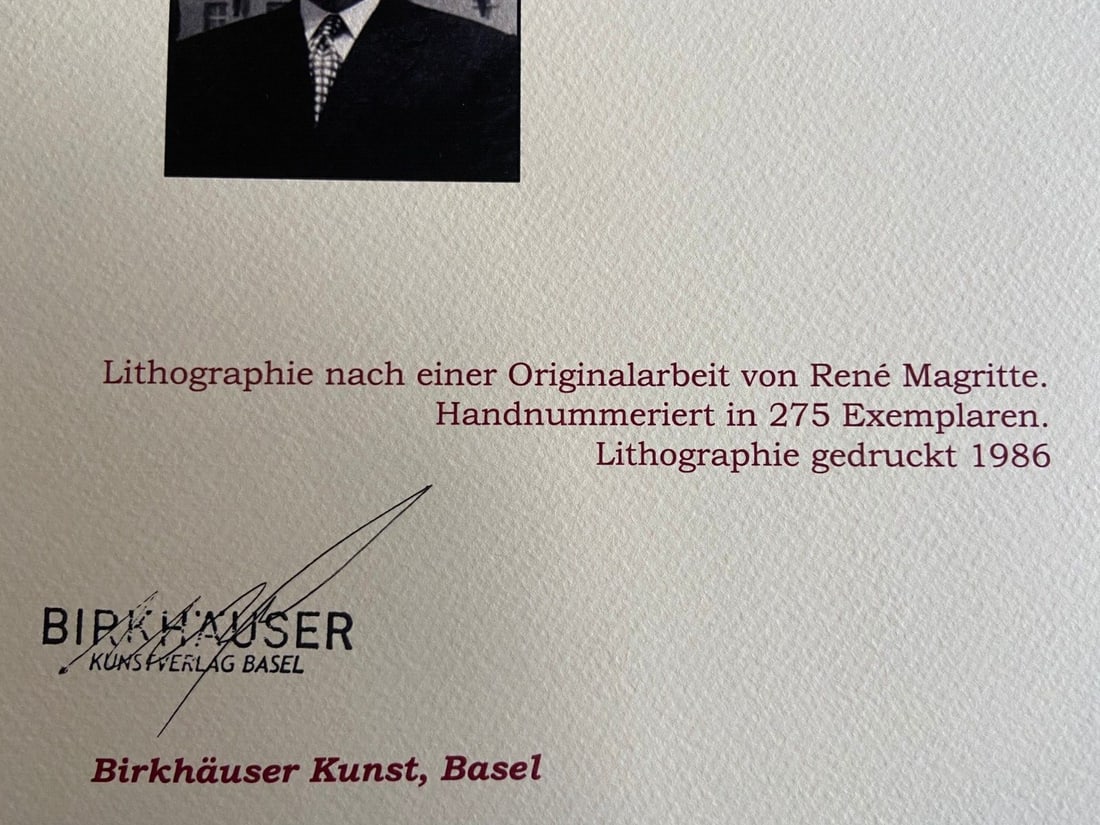 Lithographie nach einer Originalarbeit von René Magritte.
Handnummeriert in 275 Exemplaren.
Lithographie gedruckt 1986
BIRKHÄUSER
KUNSTVERLAG BASEL
Birkhäuser Kunst, Basel